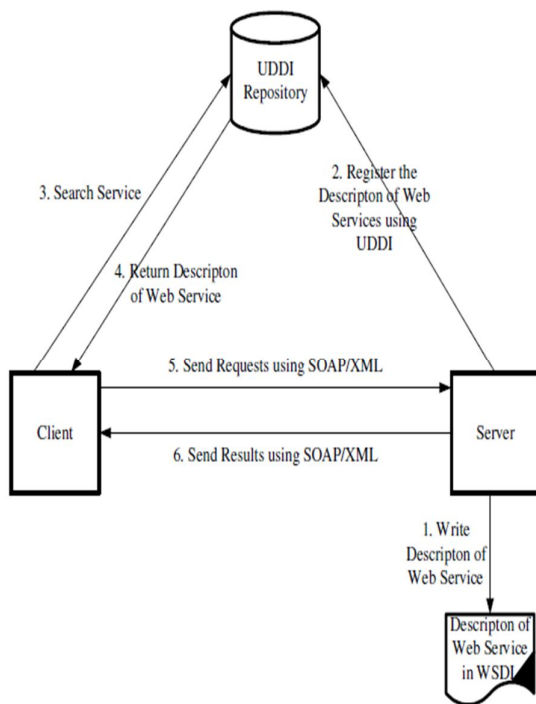 UDDI
Repository
2. Register the
Descripton of Web
Services using
UDDI
3. Search Service
4. Return Descripton
of Web Service
5. Send Requests using SOAP/XML
Client
Server
6. Send Results using SOAP/XML
1. Write
Descripton of
Web Service
Descripton of
Web Service
in WSDL